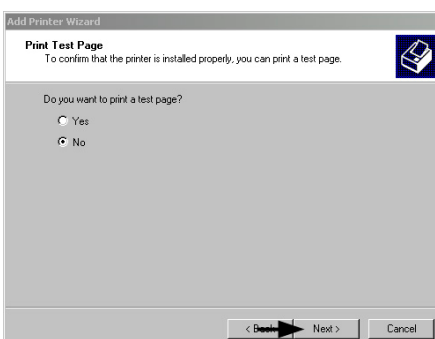 Add Printer Wizard
Print Test Page
To confirm that the printer is installed properly, you can print a test page.
Do you want to print a test page?
Yes
No
< Back Next > Cancel